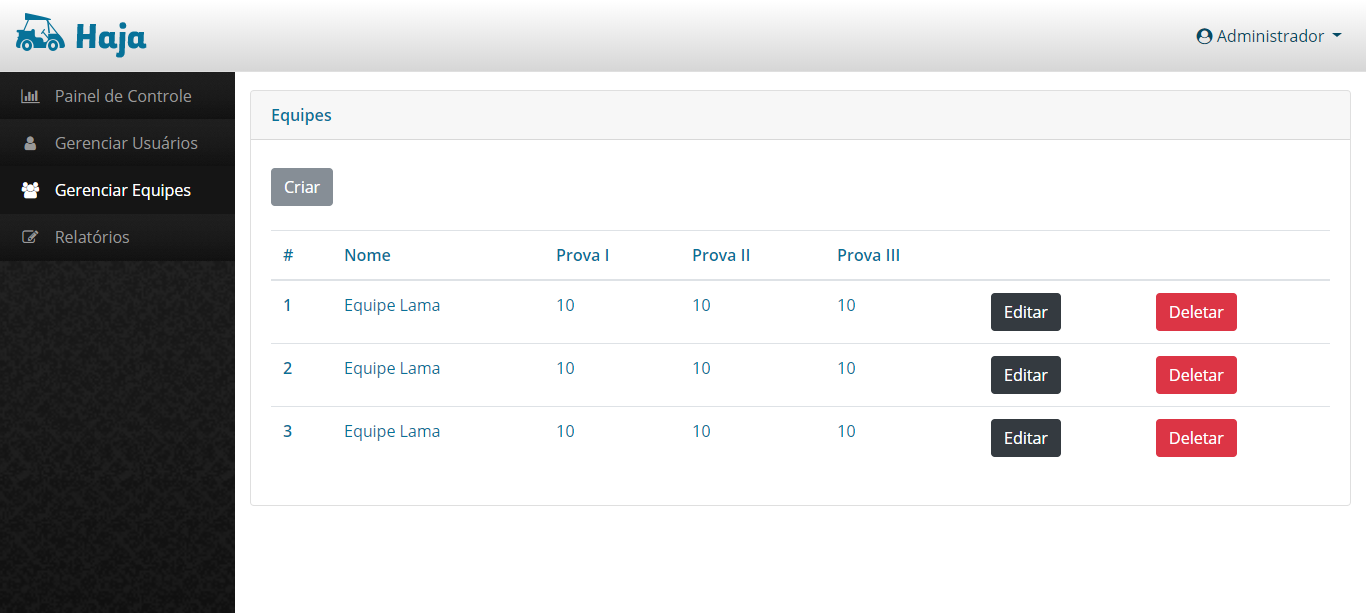 Haja
Administrador
Painel de Controle
Gerenciar Usuários
Gerenciar Equipes
Relatórios
Equipes
Criar
# Nome Prova I Prova II Prova III
1 Equipe Lama 10 10 10 Editar Deletar
2 Equipe Lama 10 10 10 Editar Deletar
3 Equipe Lama 10 10 10 Editar Deletar